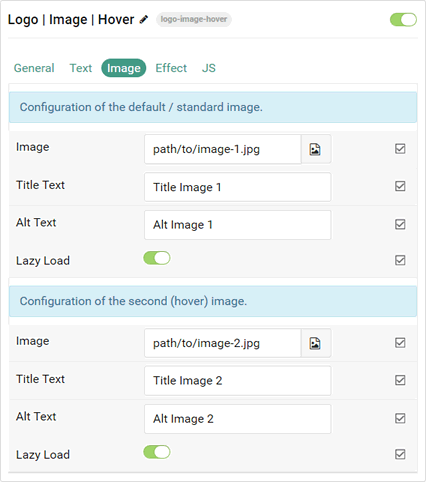 Logo | Image | Hover logo-image-hover
General Text Image Effect JS
Configuration of the default / standard image.
Image path/to/image-1.jpg
Title Text Title Image 1
Alt Text Alt Image 1
Lazy Load
Configuration of the second (hover) image.
Image path/to/image-2.jpg
Title Text Title Image 2
Alt Text Alt Image 2
Lazy Load